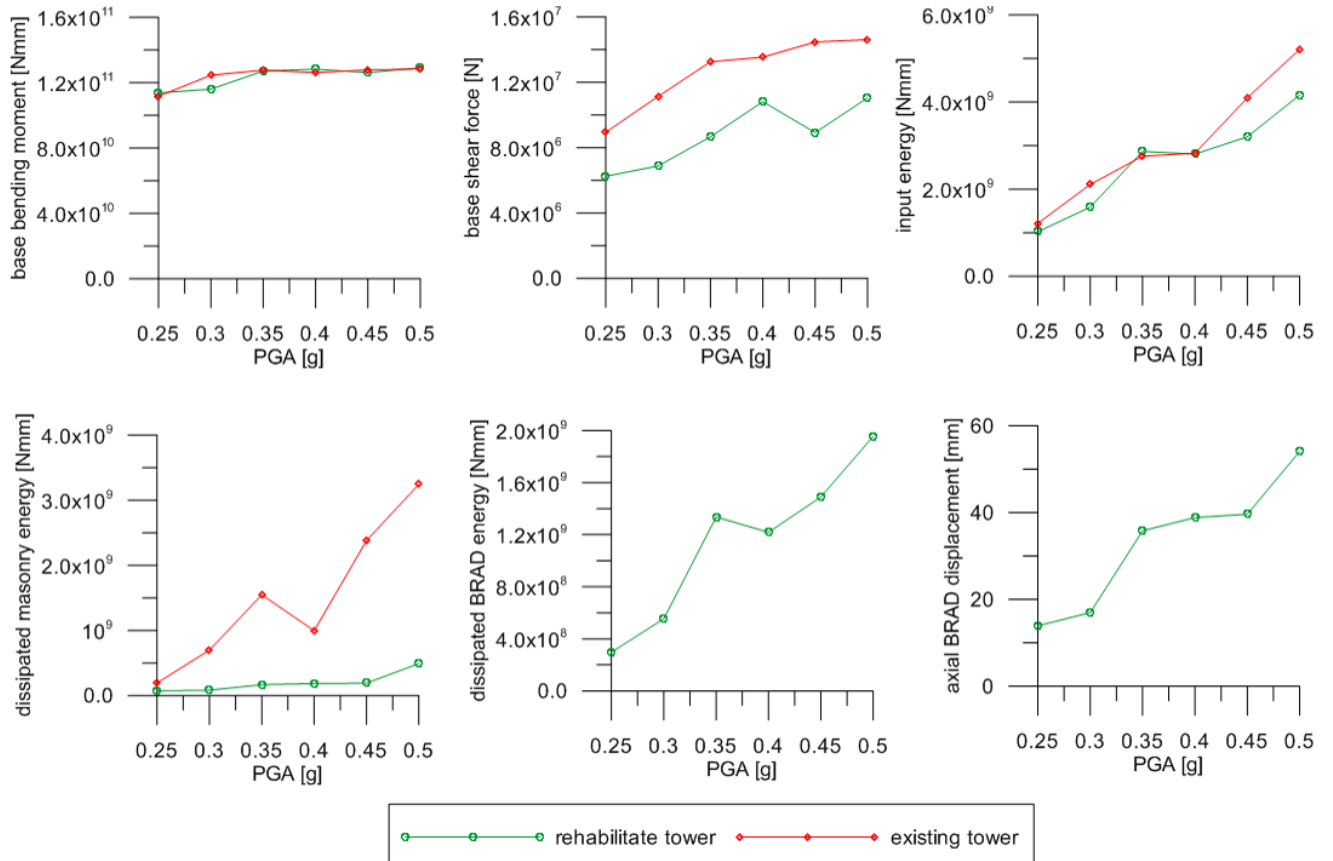 base bending moment [Nmm]
1.6x10¹¹
1.2x10¹¹
8.0x10¹⁰
4.0x10¹⁰
0.0
0.25 0.3 0.35 0.4 0.45 0.5
PGA [g]
base shear force [N]
1.6x10⁷
1.2x10⁷
8.0x10⁶
4.0x10⁶
0.0
0.25 0.3 0.35 0.4 0.45 0.5
PGA [g]
input energy [Nmm]
6.0x10⁹
4.0x10⁹
2.0x10⁹
0.0
0.25 0.3 0.35 0.4 0.45 0.5
PGA [g]
dissipated masonry energy [Nmm]
4.0x10⁹
3.0x10⁹
2.0x10⁹
10⁹
0.0
0.25 0.3 0.35 0.4 0.45 0.5
PGA [g]
dissipated BRAD energy [Nmm]
2.0x10⁹
1.6x10⁹
1.2x10⁹
8.0x10⁸
4.0x10⁸
0.0
0.25 0.3 0.35 0.4 0.45 0.5
PGA [g]
axial BRAD displacement [mm]
60
40
20
0
0.25 0.3 0.35 0.4 0.45 0.5
PGA [g]
rehabilitate tower existing tower